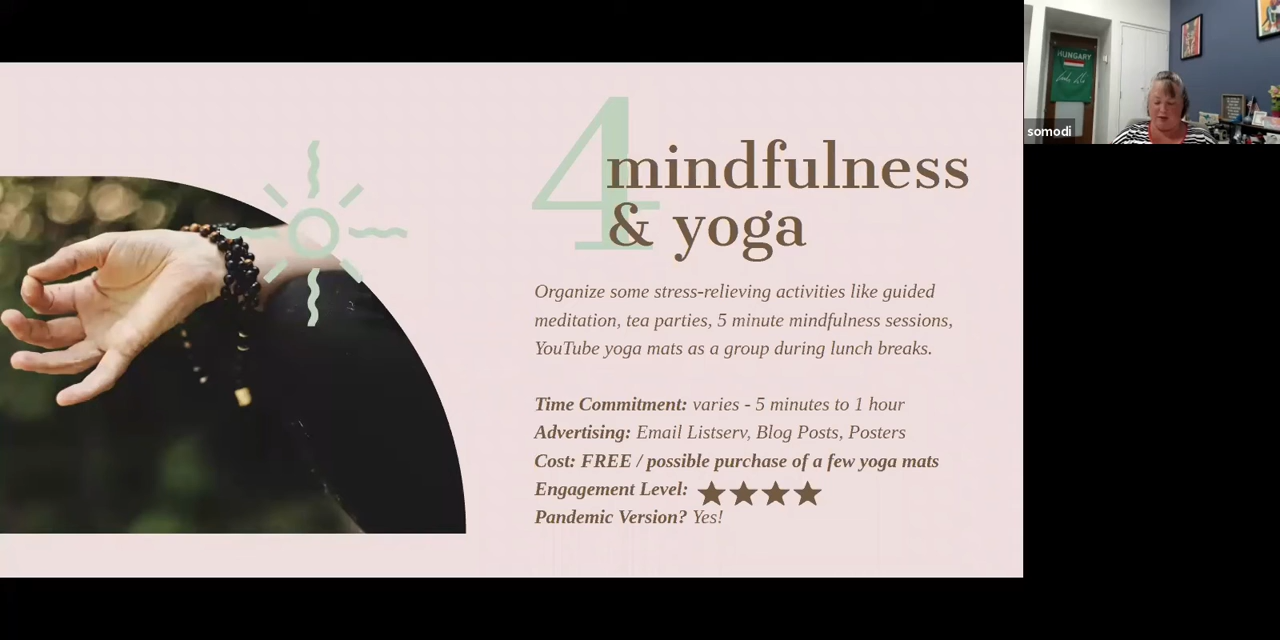 4
mindfulness
& yoga
Organize some stress-relieving activities like guided
meditation, tea parties, 5 minute mindfulness sessions,
YouTube yoga mats as a group during lunch breaks.
Time Commitment: varies - 5 minutes to 1 hour
Advertising: Email Listserv, Blog Posts, Posters
Cost: FREE / possible purchase of a few yoga mats
Engagement Level:
Pandemic Version? Yes!
HUNGARY
somodi